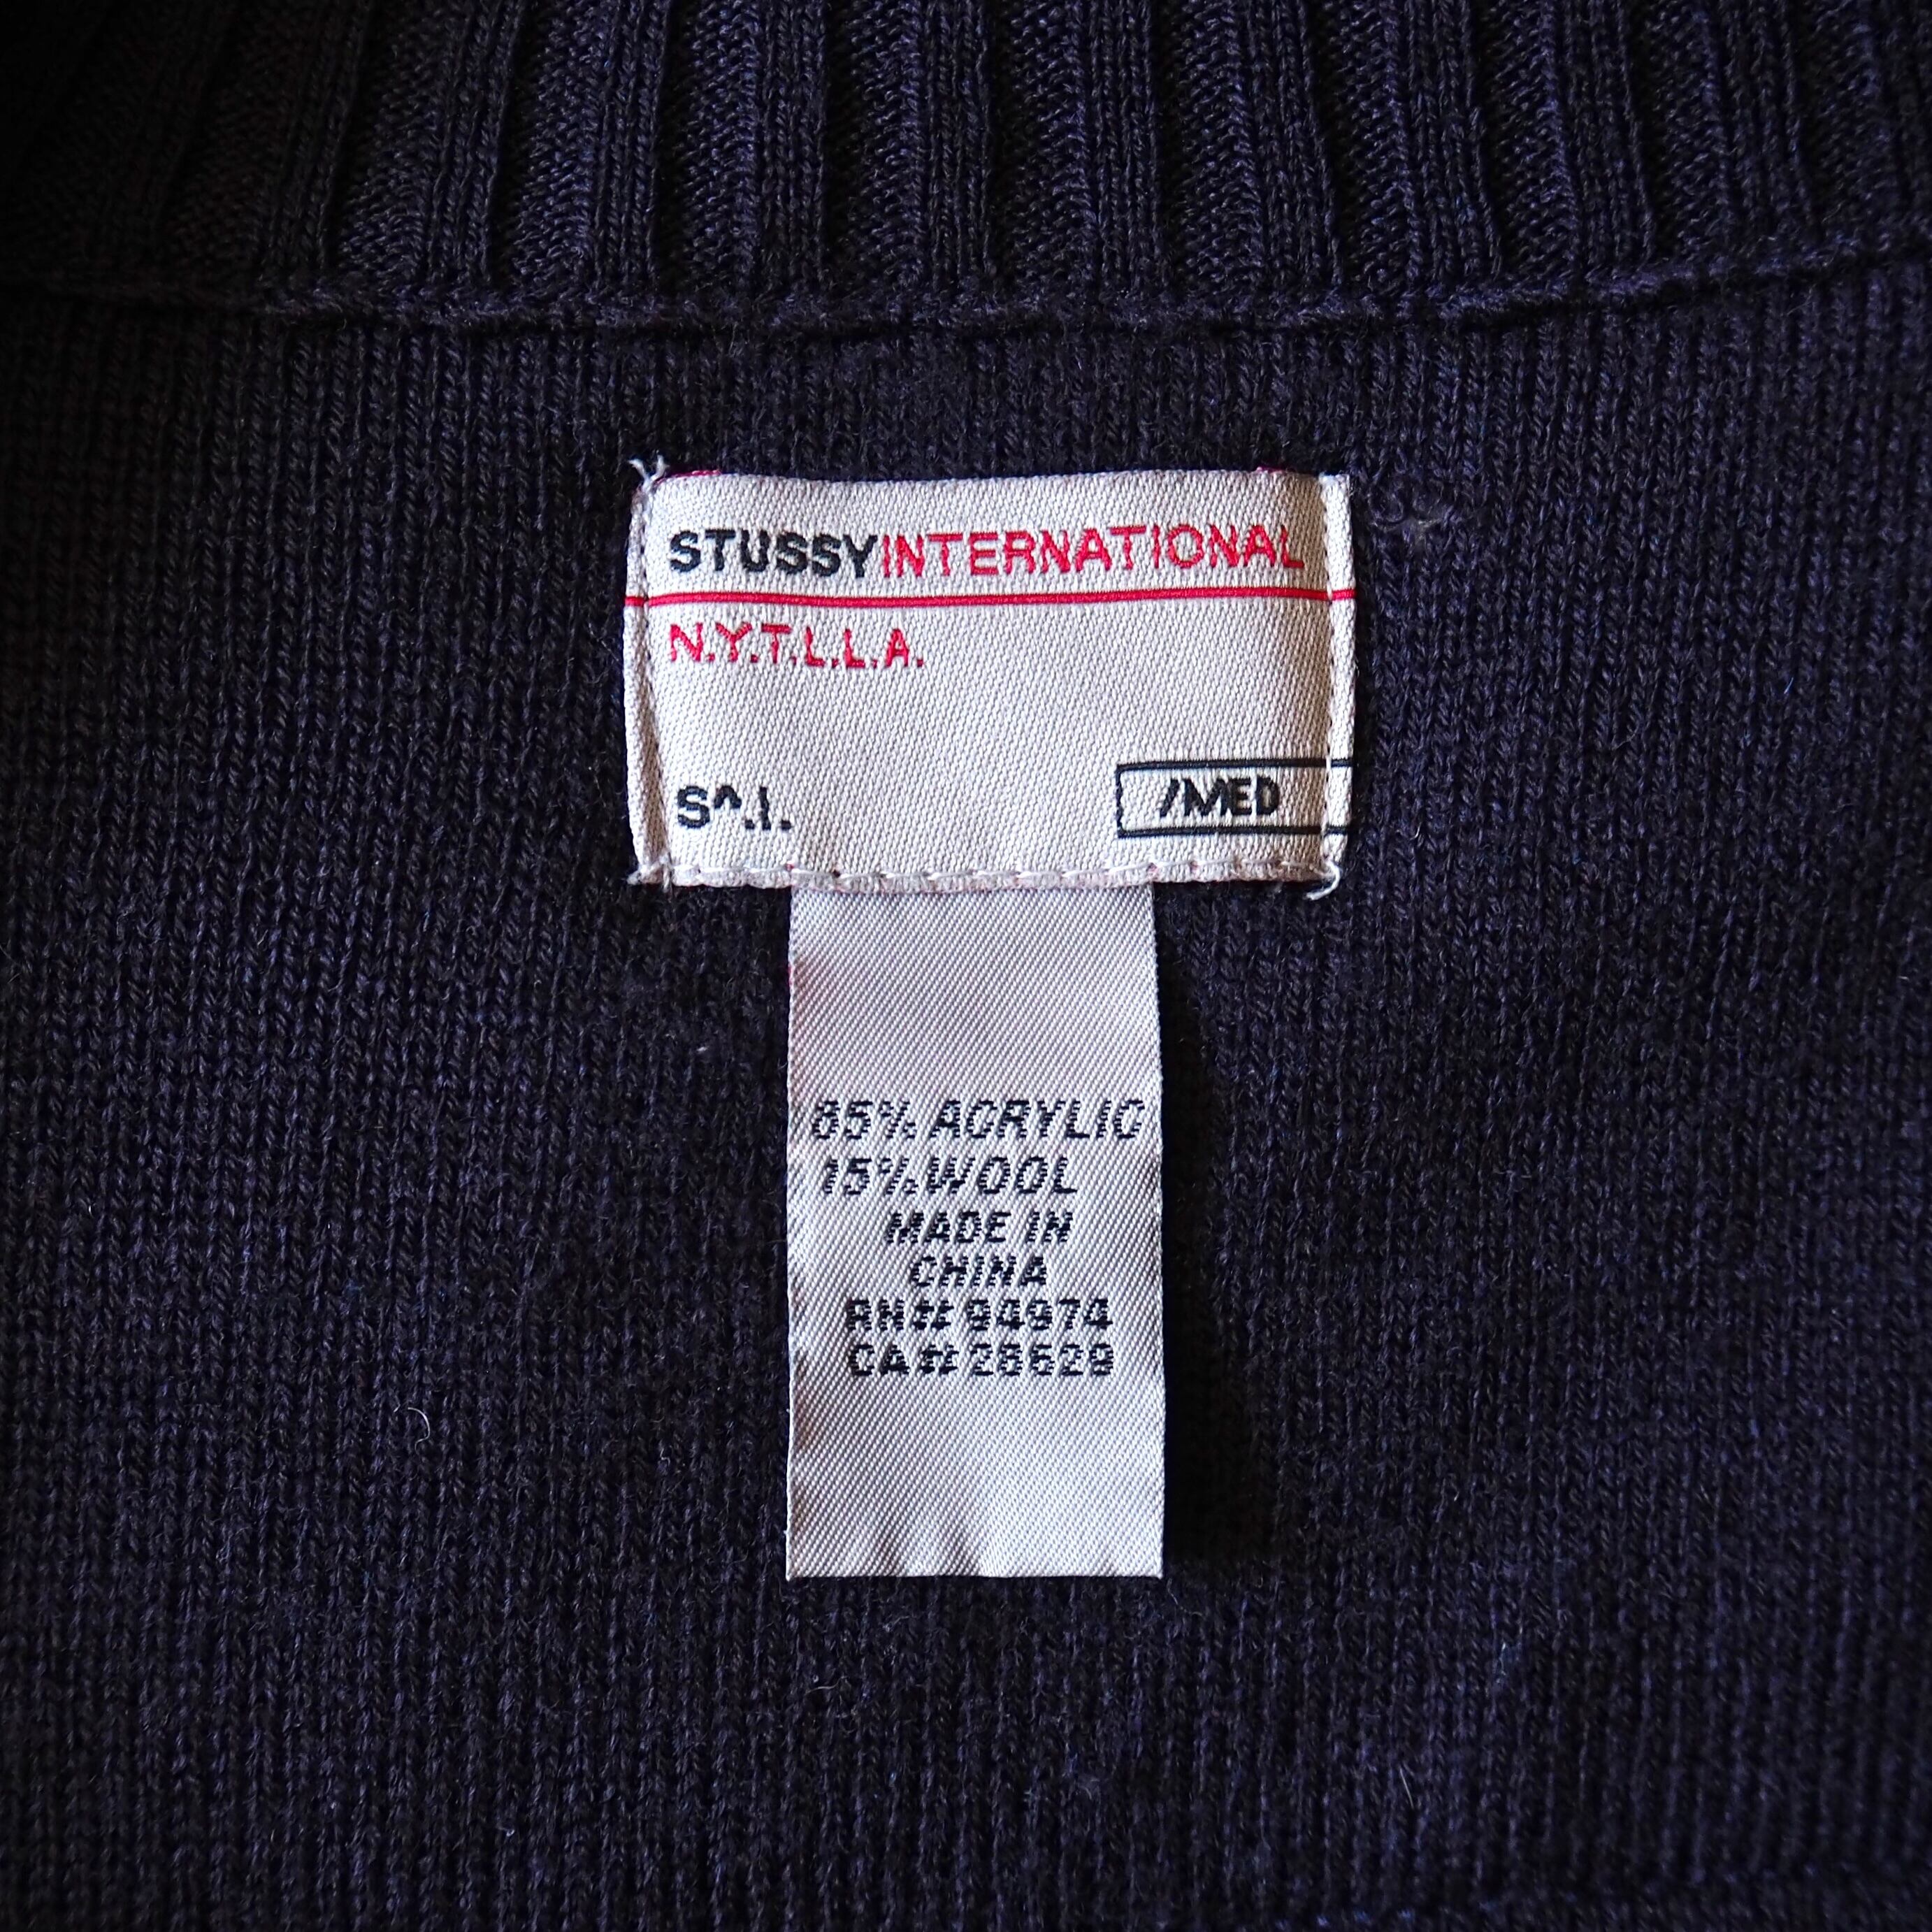 STUSSYINTERNATIONAL
N.Y.T.L.L.A.
S^.I.
/MED
85% ACRYLIC
15% WOOL
MADE IN
CHINA
RN# 94974
CA# 28629